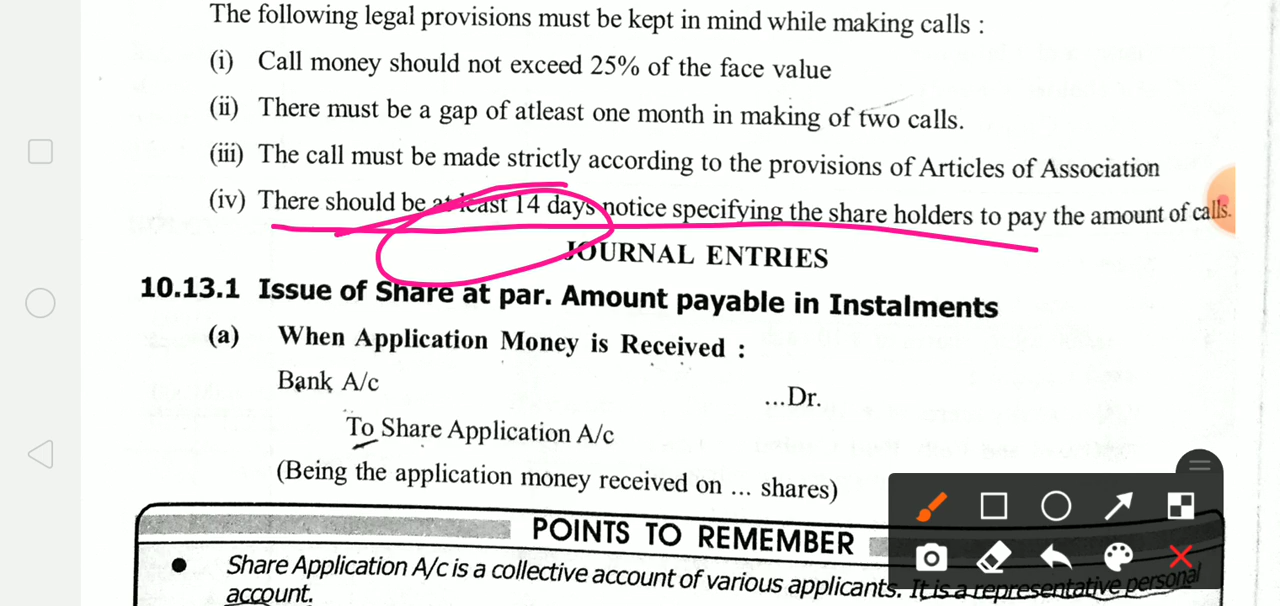 The following legal provisions must be kept in mind while making calls :
(i) Call money should not exceed 25% of the face value
(ii) There must be a gap of atleast one month in making of two calls.
(iii) The call must be made strictly according to the provisions of Articles of Association
(iv) There should be at least 14 days notice specifying the share holders to pay the amount of calls.
JOURNAL ENTRIES
10.13.1 Issue of Share at par. Amount payable in Instalments
(a) When Application Money is Received :
Bank A/c ...Dr.
To Share Application A/c
(Being the application money received on ... shares)
POINTS TO REMEMBER
• Share Application A/c is a collective account of various applicants. It is a representative personal
account.